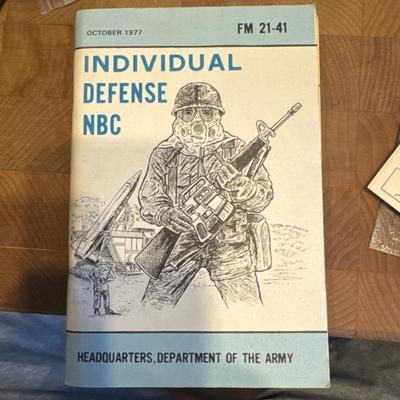 OCTOBER 1977 FM 21-41
INDIVIDUAL
DEFENSE
NBC
HEADQUARTERS, DEPARTMENT OF THE ARMY